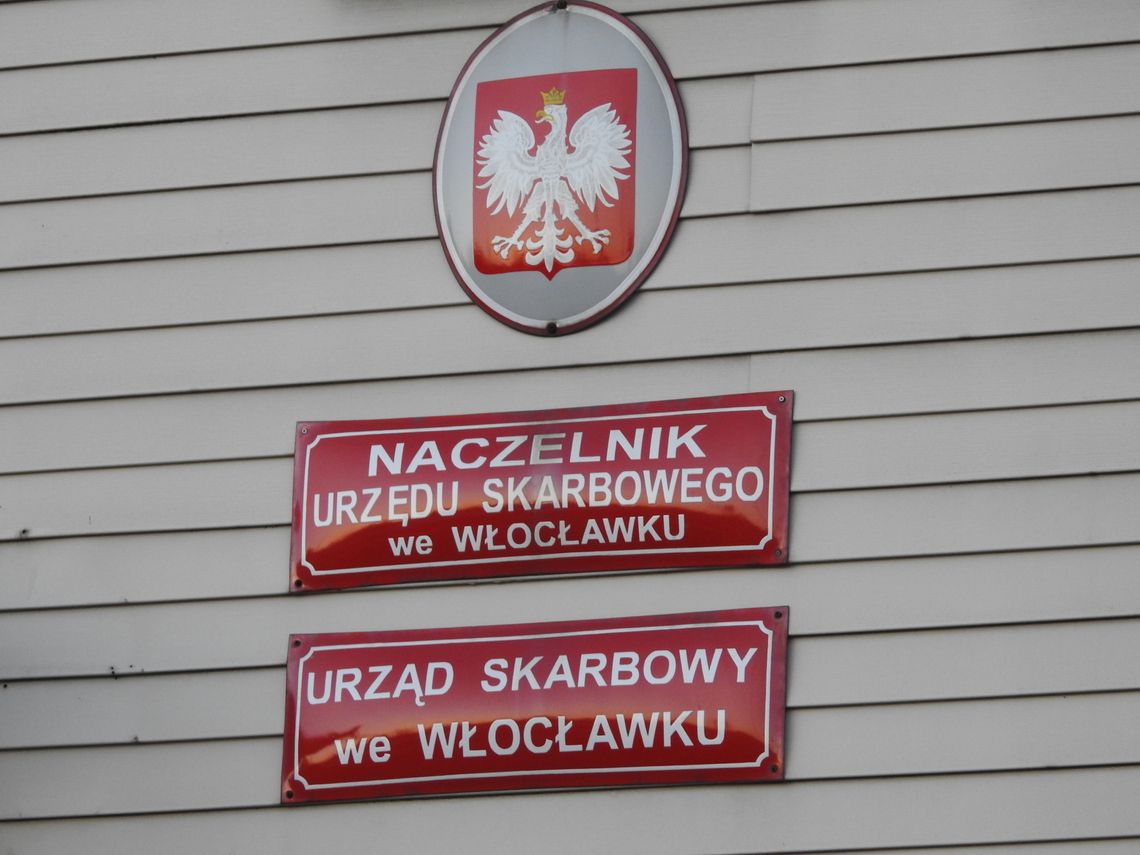 NACZELNIK
URZĘDU SKARBOWEGO
we WŁOCŁAWKU
URZĄD SKARBOWY
we WŁOCŁAWKU